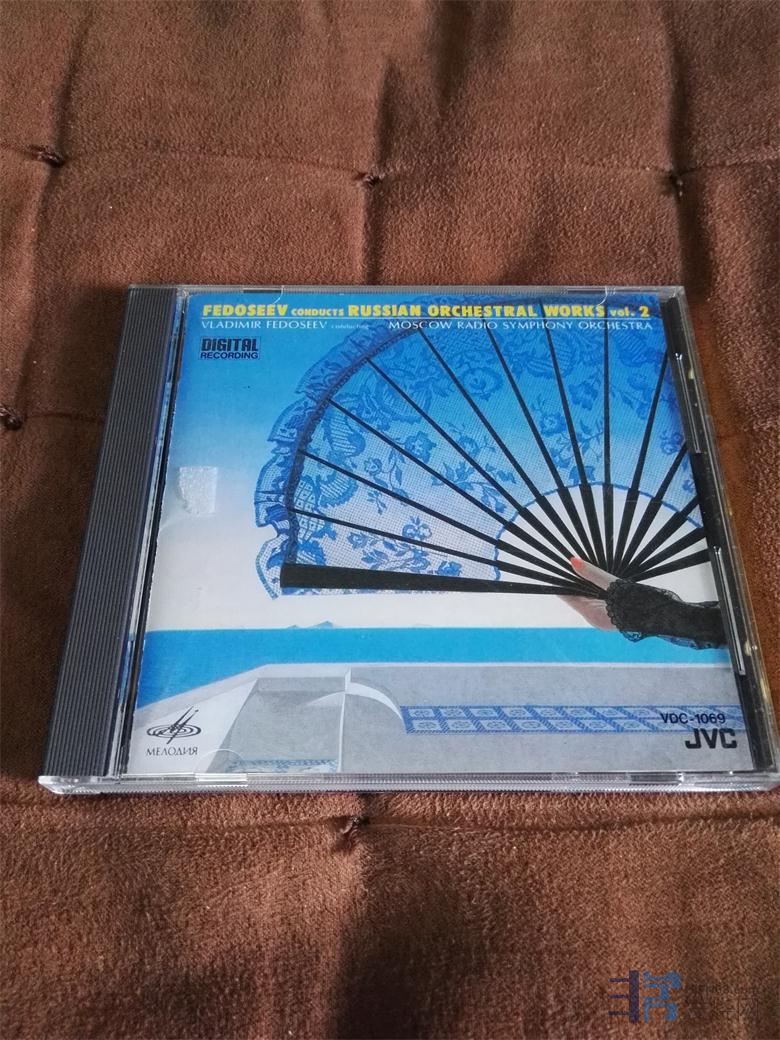 FEDOSEEV CONDUCTS RUSSIAN ORCHESTRAL WORKS vol. 2
VLADIMIR FEDOSEEV conducting MOSCOW RADIO SYMPHONY ORCHESTRA
DIGITAL
RECORDING
VDC-1069
JVC
МЕЛОДИЯ